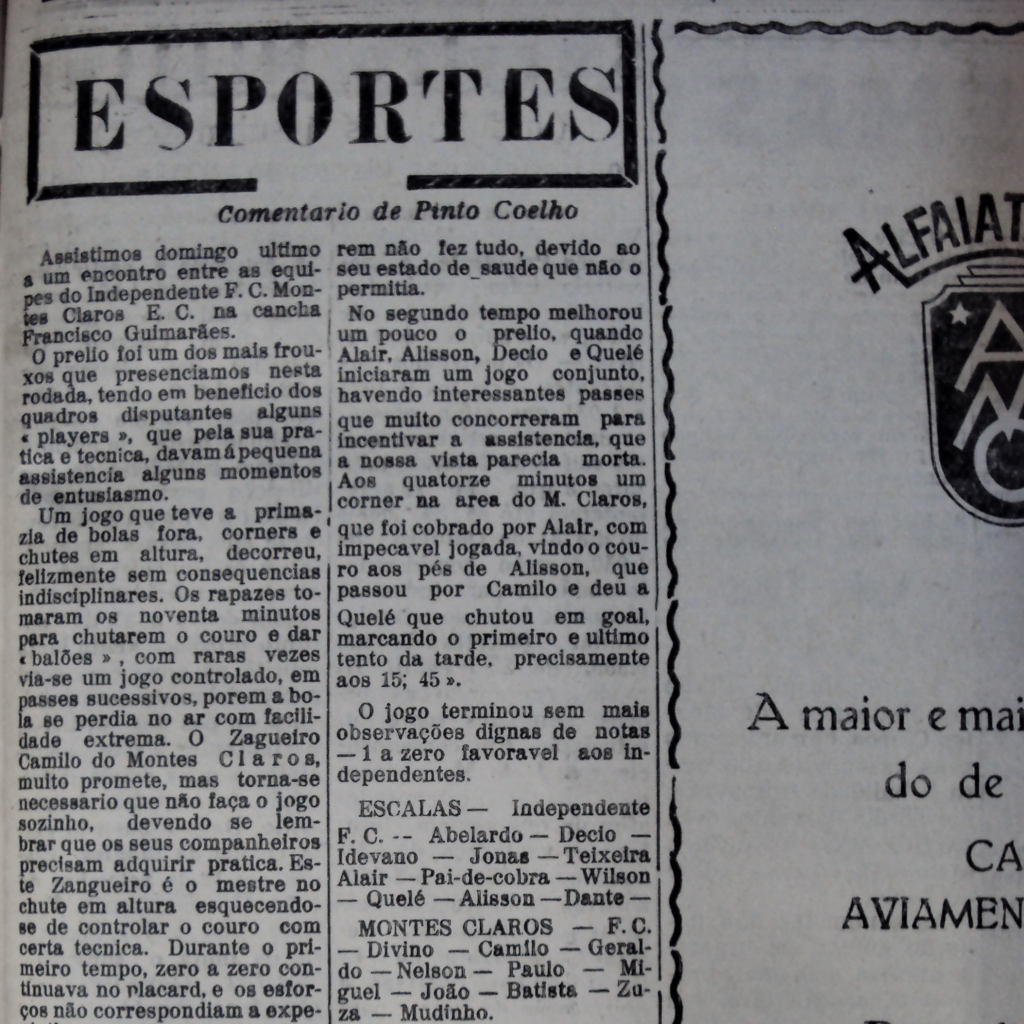 ESPORTES
Comentario de Pinto Coelho
Assistimos domingo ultimo
a um encontro entre as equi-
pes do Independente F. C. Mon-
tes Claros E. C. na cancha
Francisco Guimarães.
O prelio foi um dos mais frou-
xos que presenciamos nesta
rodada, tendo em beneficio dos
quadros disputantes alguns
« players », que pela sua pra-
tica e tecnica, davam á pequena
assistencia alguns momentos
de entusiasmo.
Um jogo que teve a prima-
zia de bolas fora, corners e
chutes em altura, decorreu,
felizmente sem consequencias
indisciplinares. Os rapazes to-
maram os noventa minutos
para chutarem o couro e dar
« balões » , com raras vezes
via-se um jogo controlado, em
passes sucessivos, porem a bo-
la se perdia no ar com facili-
dade extrema. O Zagueiro
Camilo do Montes Claros,
muito promete, mas torna-se
necessario que não faça o jogo
sozinho, devendo se lem-
brar que os seus companheiros
precisam adquirir pratica. Es-
te Zangueiro é o mestre no
chute em altura esquecendo-
se de controlar o couro com
certa tecnica. Durante o pri-
meiro tempo, zero a zero con-
tinuava no placard, e os esfor-
ços não correspondiam a expe-
rem não fez tudo, devido ao
seu estado de saude que não o
permitia.
No segundo tempo melhorou
um pouco o prelio, quando
Alair, Alisson, Decio e Quelé
iniciaram um jogo conjunto,
havendo interessantes passes
que muito concorreram para
incentivar a assistencia, que
a nossa vista parecia morta.
Aos quatorze minutos um
corner na area do M. Claros,
que foi cobrado por Alair, com
impecavel jogada, vindo o cou-
ro aos pés de Alisson, que
passou por Camilo e deu a
Quelé que chutou em goal,
marcando o primeiro e ultimo
tento da tarde, precisamente
aos 15; 45 ».
O jogo terminou sem mais
observações dignas de notas
— 1 a zero favoravel aos in-
dependentes.
ESCALAS — Independente
F. C. -- Abelardo — Decio —
Idevano — Jonas — Teixeira
Alair — Pai-de-cobra — Wilson
— Quelé — Alisson — Dante —
MONTES CLAROS — F. C.
— Divino — Camilo — Geral-
do — Nelson — Paulo — Mi-
guel — João — Batista — Zu-
za — Mudinho.
ALFAIAT
AMC
A maior e mai
do de
CA
AVIAMEN